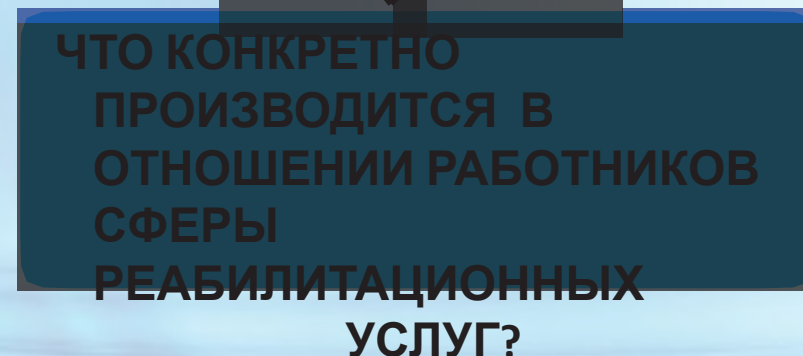 ЧТО КОНКРЕТНО
ПРОИЗВОДИТСЯ В
ОТНОШЕНИИ РАБОТНИКОВ
СФЕРЫ
РЕАБИЛИТАЦИОННЫХ
УСЛУГ?